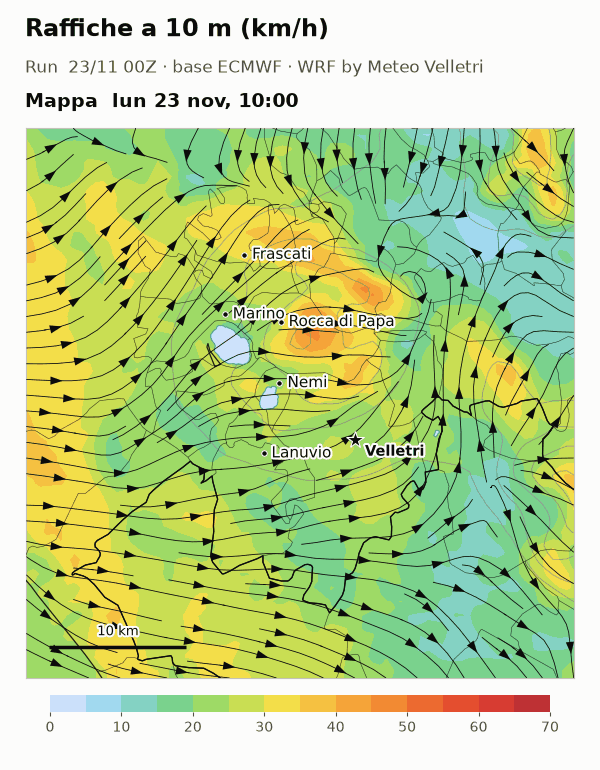 Raffiche a 10 m (km/h)
Run 23/11 00Z · base ECMWF · WRF by Meteo Velletri
Mappa lun 23 nov, 10:00
Frascati
Marino
Rocca di Papa
Nemi
Velletri
Lanuvio
10 km
0 10 20 30 40 50 60 70